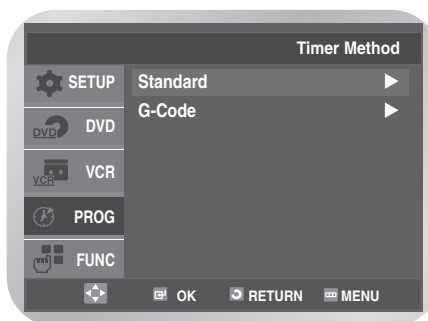 Timer Method
SETUP
Standard
G-Code
DVD DVD
VCR VCR
PROG
FUNC
OK RETURN MENU